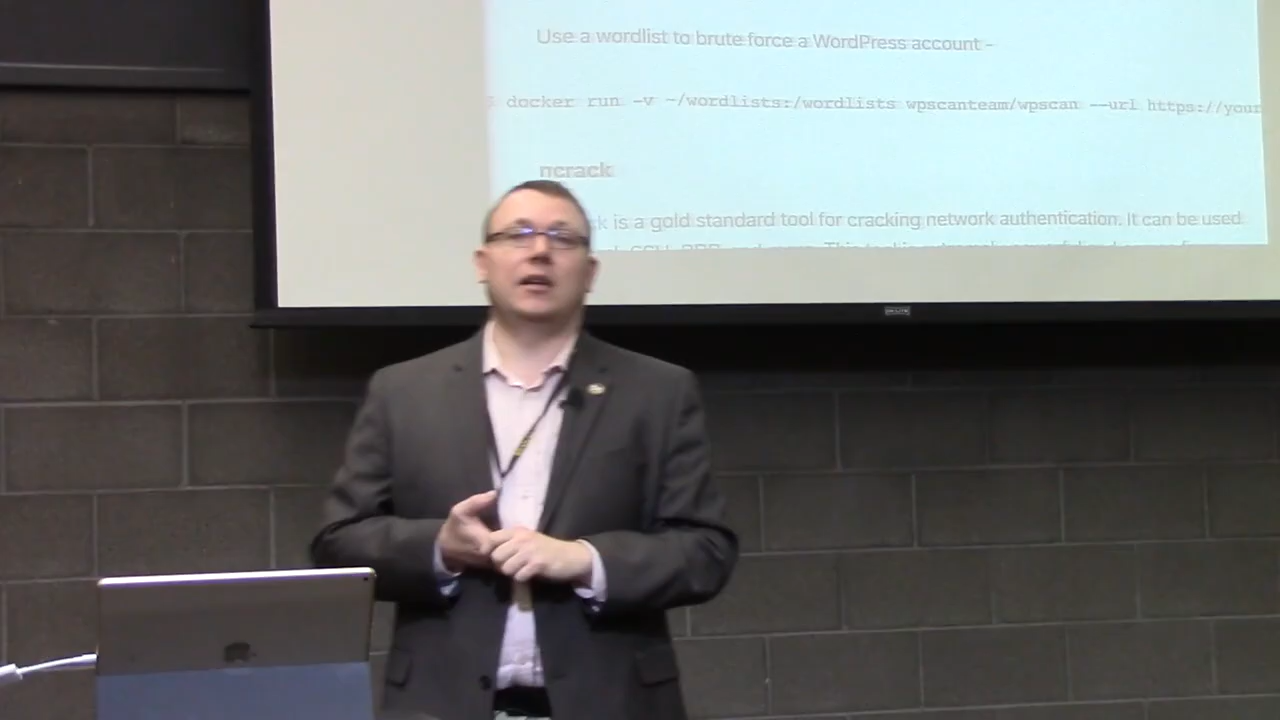 Use a wordlist to brute force a WordPress account -
$ docker run -v ~/wordlists:/wordlists wpscanteam/wpscan --url https://your
ncrack
k is a gold standard tool for cracking network authentication. It can be used